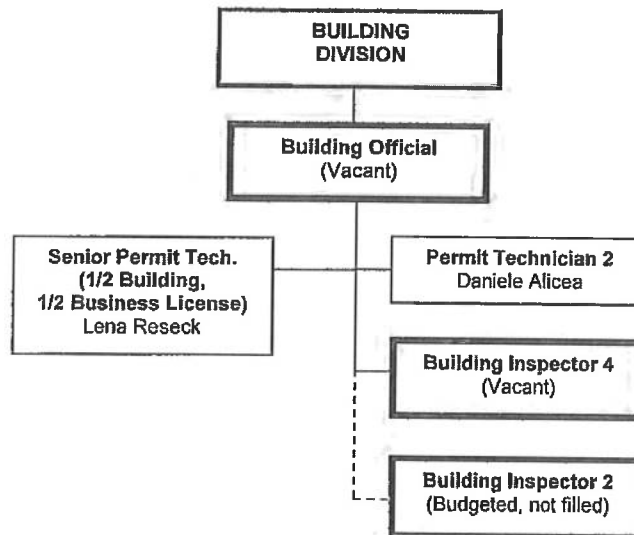 BUILDING
DIVISION
Building Official
(Vacant)
Senior Permit Tech.
(1/2 Building,
1/2 Business License)
Lena Reseck
Permit Technician 2
Daniele Alicea
Building Inspector 4
(Vacant)
Building Inspector 2
(Budgeted, not filled)